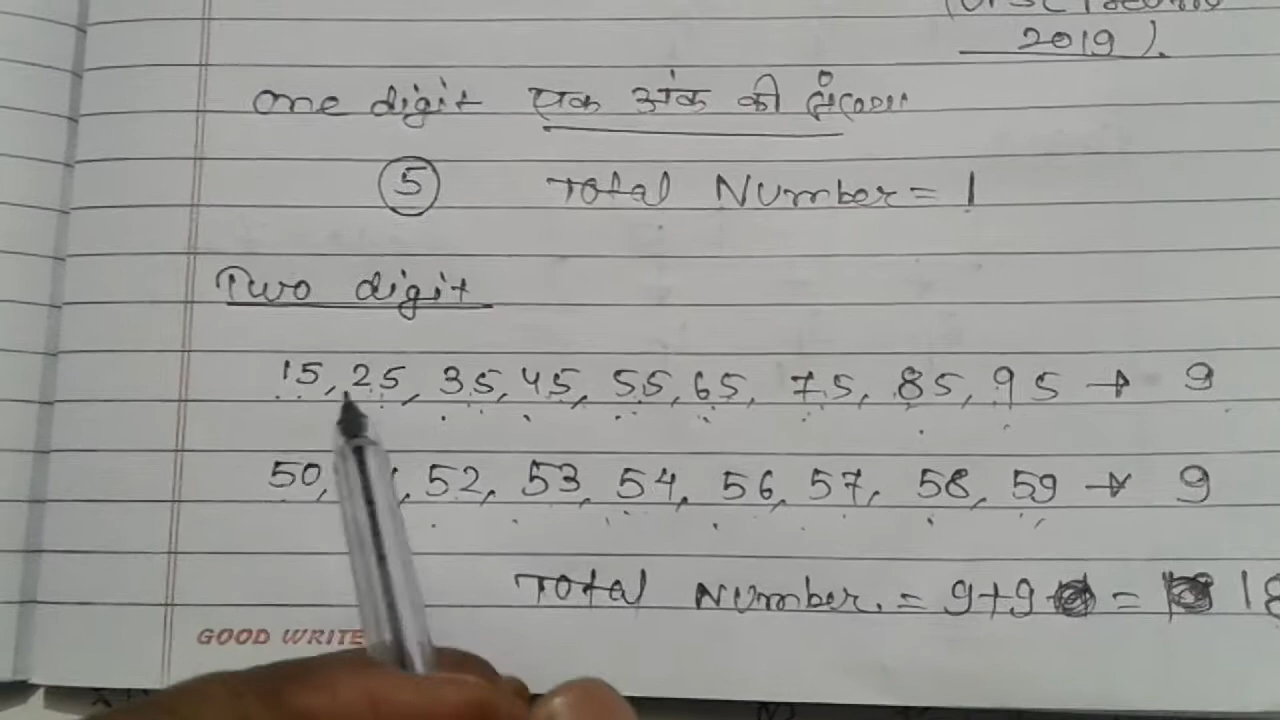 2019).
One digit एक अंक की संख्या
5 Total Number = 1
Two digit
15, 25, 35, 45, 55, 65, 75, 85, 95 → 9
50, 52, 53, 54, 56, 57, 58, 59 → 9
Total Number. = 9+9 = 18
GOOD WRITE